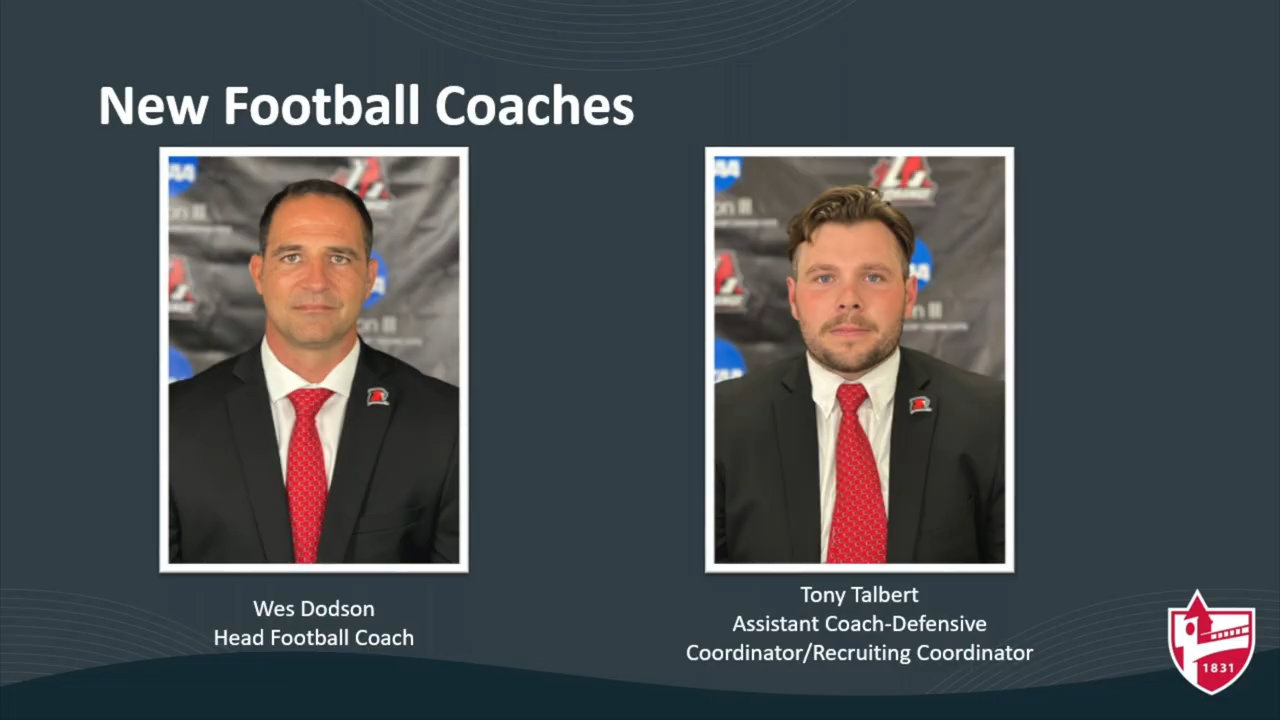 New Football Coaches
Wes Dodson
Head Football Coach
Tony Talbert
Assistant Coach-Defensive
Coordinator/Recruiting Coordinator
1831